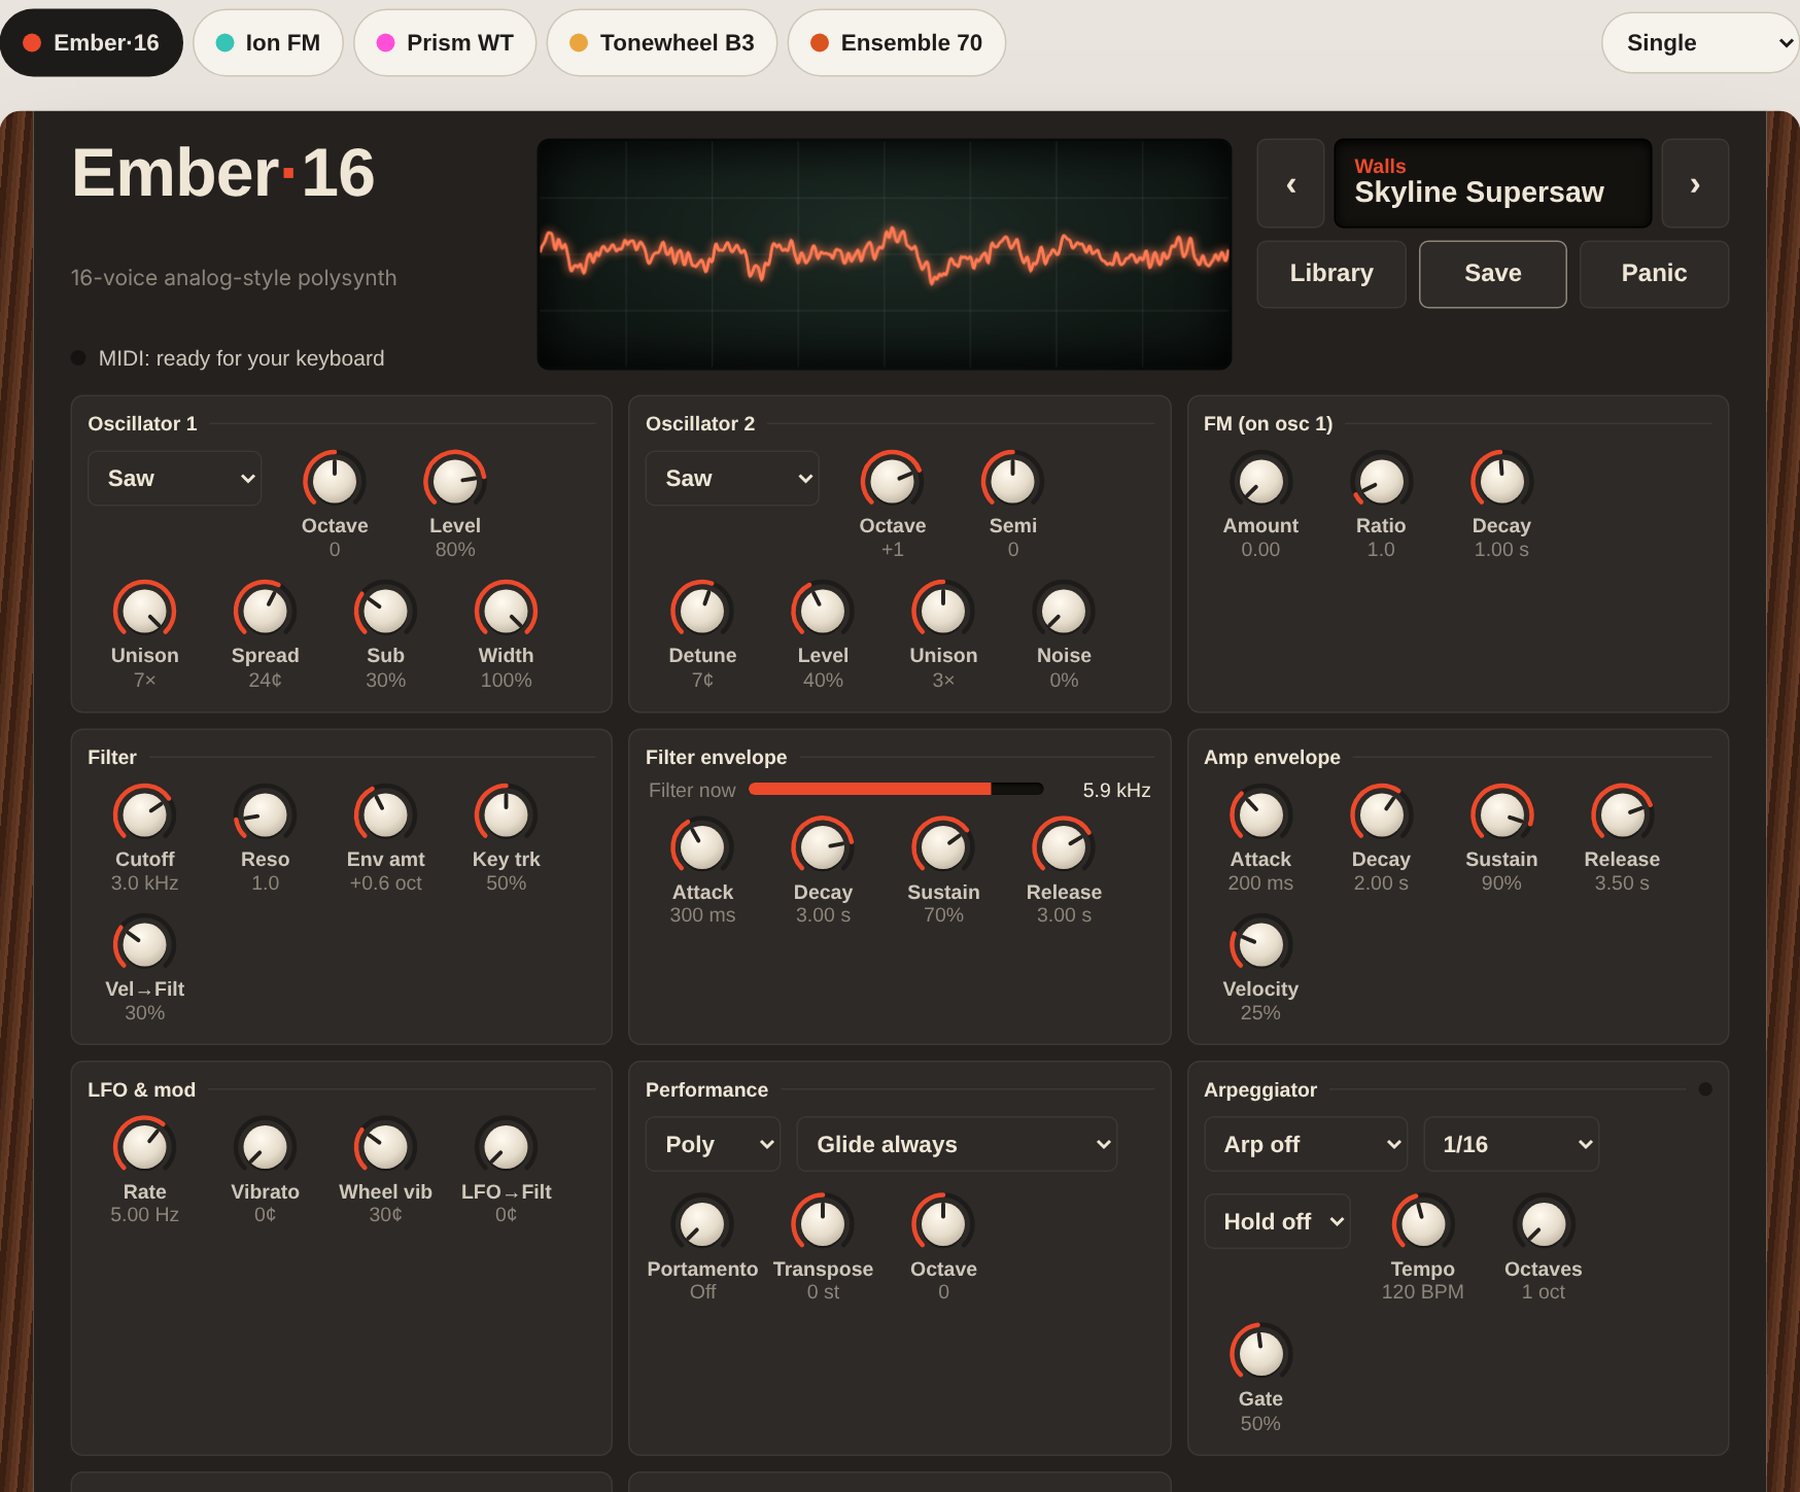 Ember·16
Ion FM
Prism WT
Tonewheel B3
Ensemble 70
Single
Ember·16
16-voice analog-style polysynth
MIDI: ready for your keyboard
‹
Walls
Skyline Supersaw
›
Library
Save
Panic
Oscillator 1
Saw
Octave
0
Level
80%
Unison
7×
Spread
24¢
Sub
30%
Width
100%
Oscillator 2
Saw
Octave
+1
Semi
0
Detune
7¢
Level
40%
Unison
3×
Noise
0%
FM (on osc 1)
Amount
0.00
Ratio
1.0
Decay
1.00 s
Filter
Cutoff
3.0 kHz
Reso
1.0
Env amt
+0.6 oct
Key trk
50%
Vel→Filt
30%
Filter envelope
Filter now
5.9 kHz
Attack
300 ms
Decay
3.00 s
Sustain
70%
Release
3.00 s
Amp envelope
Attack
200 ms
Decay
2.00 s
Sustain
90%
Release
3.50 s
Velocity
25%
LFO & mod
Rate
5.00 Hz
Vibrato
0¢
Wheel vib
30¢
LFO→Filt
0¢
Performance
Poly
Glide always
Portamento
Off
Transpose
0 st
Octave
0
Arpeggiator
Arp off
1/16
Hold off
Tempo
120 BPM
Octaves
1 oct
Gate
50%